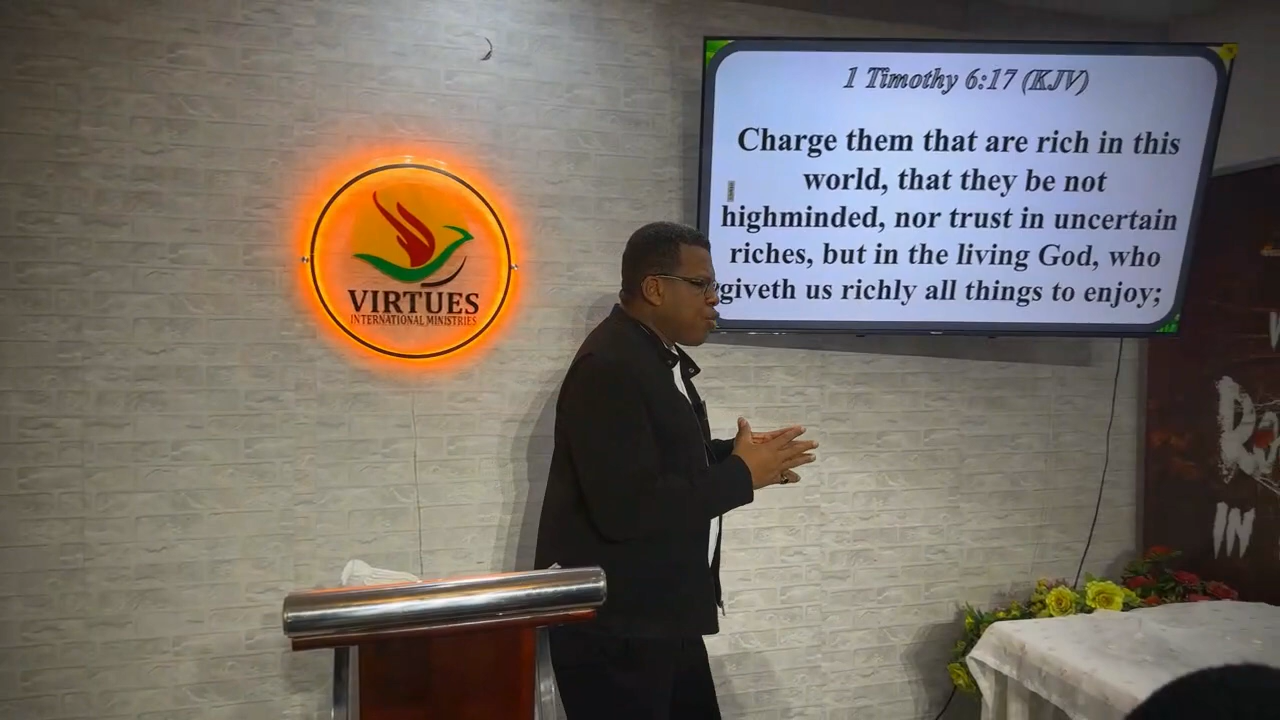 VIRTUES
INTERNATIONAL MINISTRIES
1 Timothy 6:17 (KJV)
Charge them that are rich in this
world, that they be not
highminded, nor trust in uncertain
riches, but in the living God, who
giveth us richly all things to enjoy;
IN